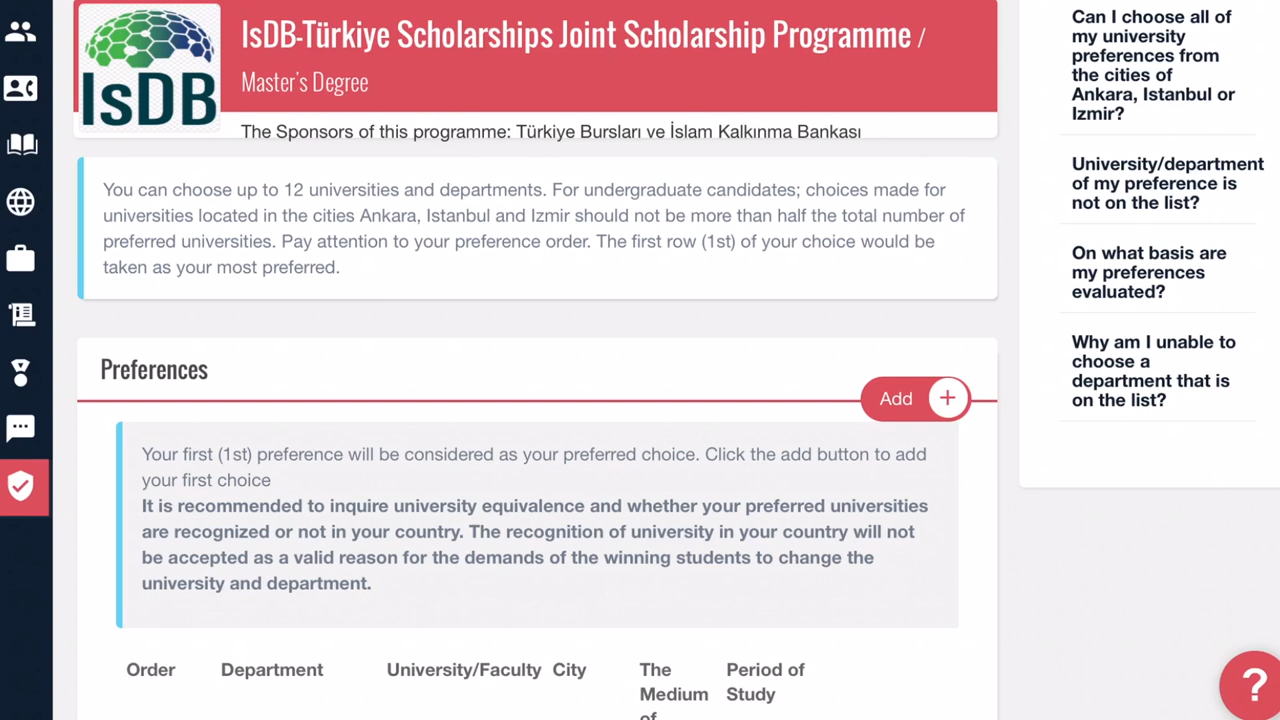 IsDB
IsDB-Türkiye Scholarships Joint Scholarship Programme /
Master's Degree
The Sponsors of this programme: Türkiye Bursları ve İslam Kalkınma Bankası
You can choose up to 12 universities and departments. For undergraduate candidates; choices made for
universities located in the cities Ankara, Istanbul and Izmir should not be more than half the total number of
preferred universities. Pay attention to your preference order. The first row (1st) of your choice would be
taken as your most preferred.
Preferences
Add +
Your first (1st) preference will be considered as your preferred choice. Click the add button to add
your first choice
It is recommended to inquire university equivalence and whether your preferred universities
are recognized or not in your country. The recognition of university in your country will not
be accepted as a valid reason for the demands of the winning students to change the
university and department.
Order Department University/Faculty City The Period of
Medium Study
of
Can I choose all of
my university
preferences from
the cities of
Ankara, Istanbul or
Izmir?
University/department
of my preference is
not on the list?
On what basis are
my preferences
evaluated?
Why am I unable to
choose a
department that is
on the list?
?